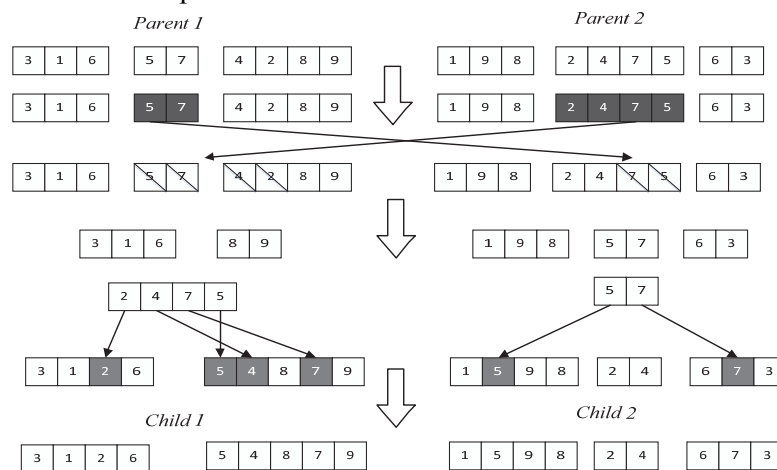 Parent 1 Parent 2
3 1 6 5 7 4 2 8 9 1 9 8 2 4 7 5 6 3
3 1 6 5 7 4 2 8 9 1 9 8 2 4 7 5 6 3
3 1 6 5 7 4 2 8 9 1 9 8 2 4 7 5 6 3
3 1 6 8 9 1 9 8 5 7 6 3
2 4 7 5 5 7
3 1 2 6 5 4 8 7 9 1 5 9 8 2 4 6 7 3
Child 1 Child 2
3 1 2 6 5 4 8 7 9 1 5 9 8 2 4 6 7 3